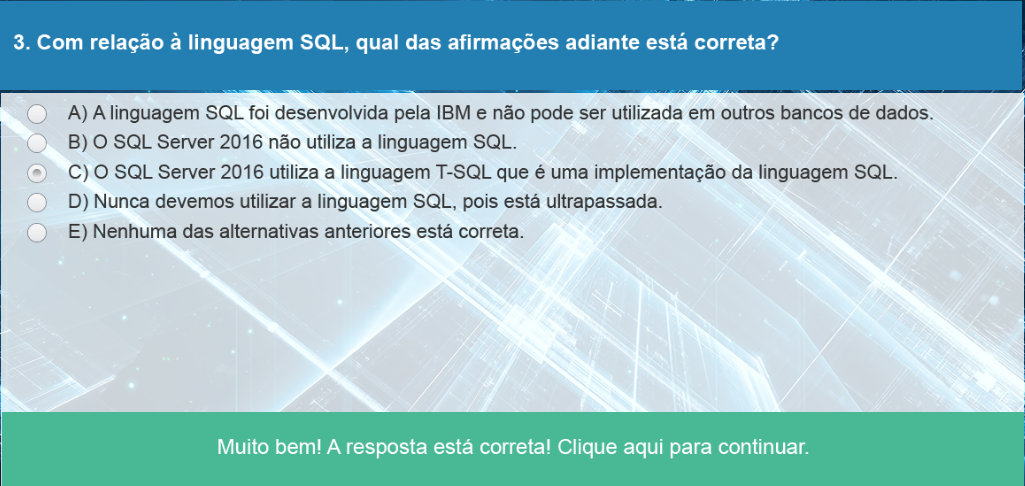 3. Com relação à linguagem SQL, qual das afirmações adiante está correta?
A) A linguagem SQL foi desenvolvida pela IBM e não pode ser utilizada em outros bancos de dados.
B) O SQL Server 2016 não utiliza a linguagem SQL.
C) O SQL Server 2016 utiliza a linguagem T-SQL que é uma implementação da linguagem SQL.
D) Nunca devemos utilizar a linguagem SQL, pois está ultrapassada.
E) Nenhuma das alternativas anteriores está correta.
Muito bem! A resposta está correta! Clique aqui para continuar.